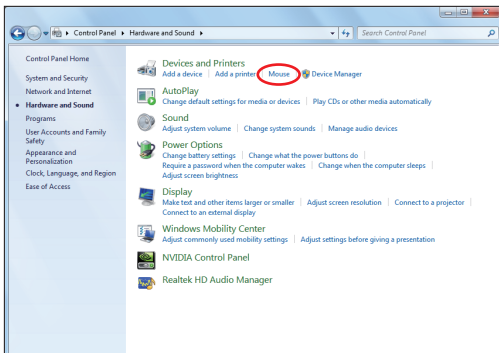 Control Panel ▸ Hardware and Sound ▸
Search Control Panel
Control Panel Home
System and Security
Network and Internet
Hardware and Sound
Programs
User Accounts and Family
Safety
Appearance and
Personalization
Clock, Language, and Region
Ease of Access
Devices and Printers
Add a device | Add a printer | Mouse | Device Manager
AutoPlay
Change default settings for media or devices | Play CDs or other media automatically
Sound
Adjust system volume | Change system sounds | Manage audio devices
Power Options
Change battery settings | Change what the power buttons do |
Require a password when the computer wakes | Change when the computer sleeps |
Adjust screen brightness
Display
Make text and other items larger or smaller | Adjust screen resolution | Connect to a projector |
Connect to an external display
Windows Mobility Center
Adjust commonly used mobility settings | Adjust settings before giving a presentation
NVIDIA Control Panel
Realtek HD Audio Manager